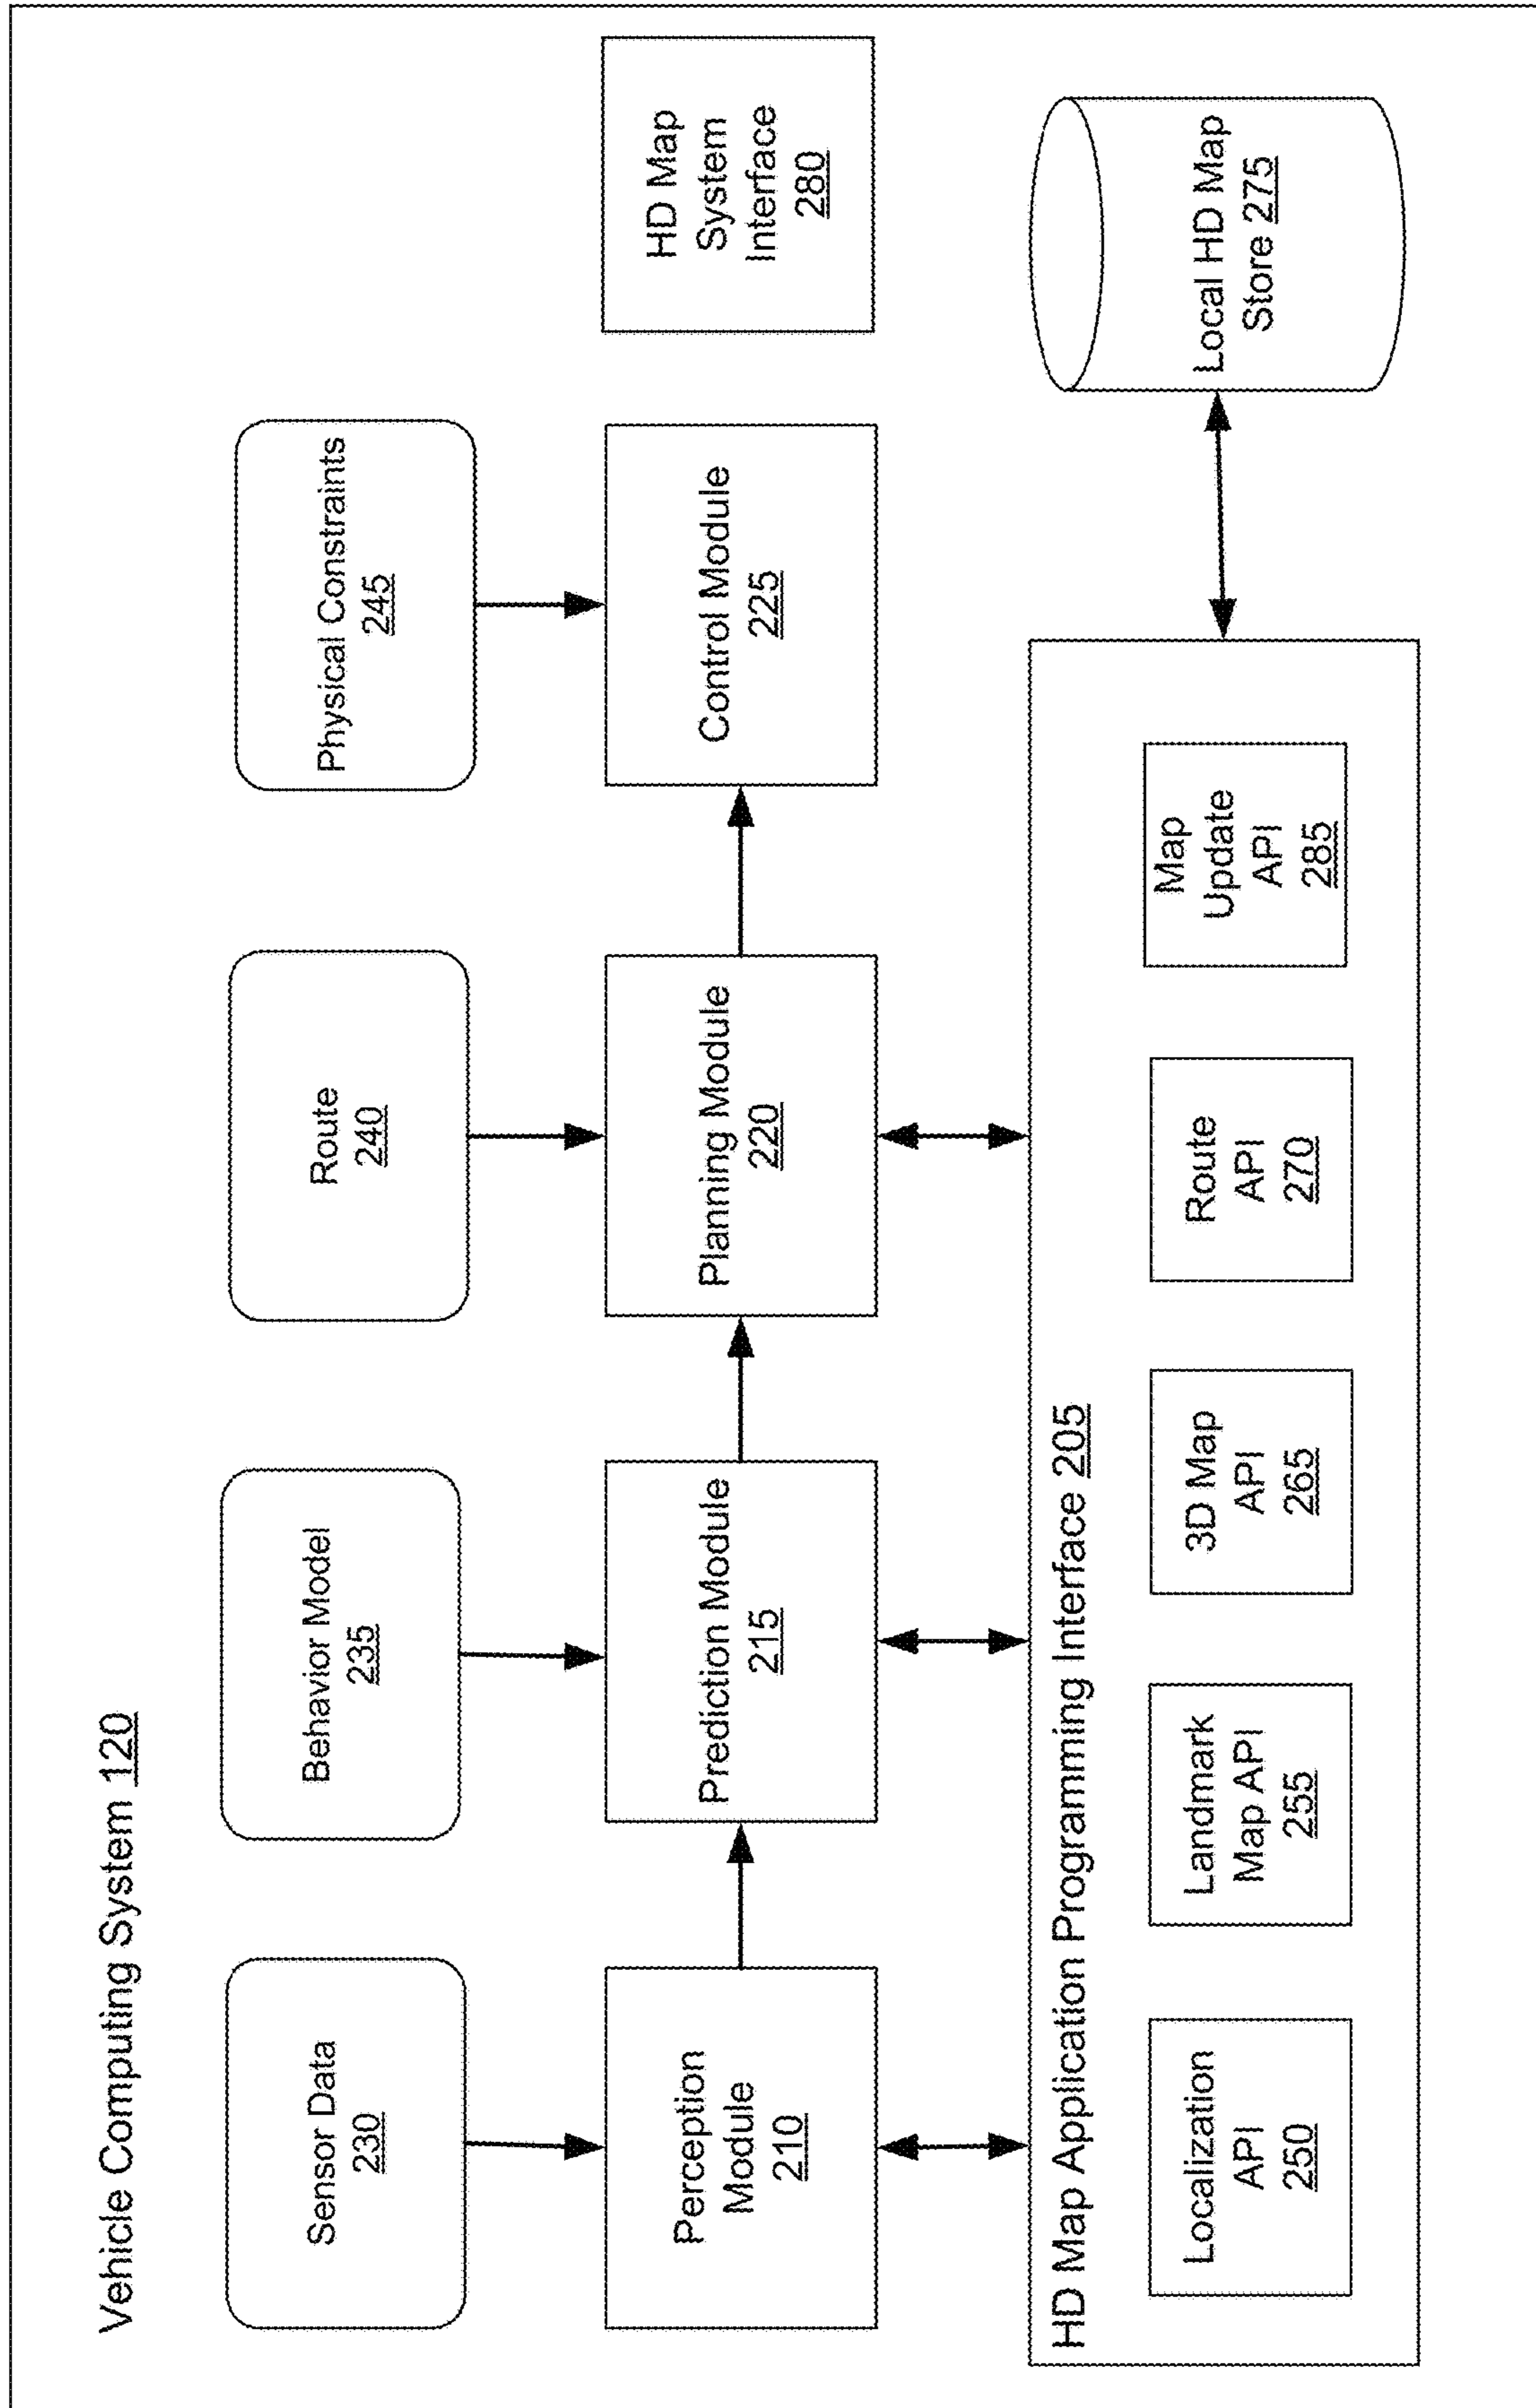 Vehicle Computing System 120
Sensor Data
230
Behavior Model
235
Route
240
Physical Constraints
245
Perception
Module
210
Prediction Module
215
Planning Module
220
Control Module
225
HD Map
System
Interface
280
HD Map Application Programming Interface 205
Localization
API
250
Landmark
Map API
255
3D Map
API
265
Route
API
270
Map
Update
API
285
Local HD Map
Store 275